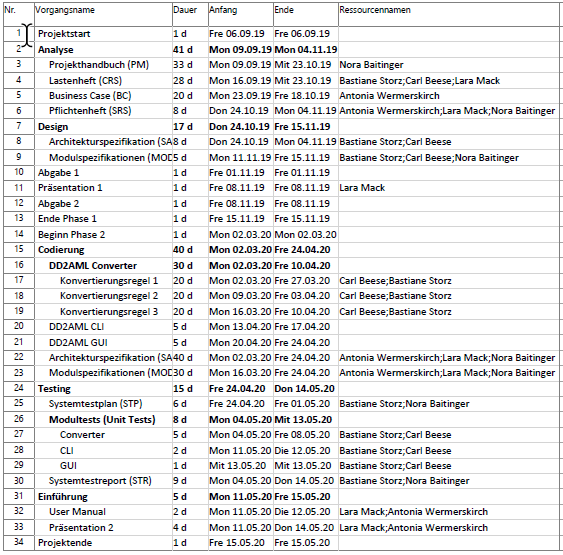 Nr. Vorgangsname Dauer Anfang Ende Ressourcennamen
1 Projektstart 1 d Fre 06.09.19 Fre 06.09.19
2 Analyse 41 d Mon 09.09.19 Mon 04.11.19
3 Projekthandbuch (PM) 33 d Mon 09.09.19 Mit 23.10.19 Nora Baitinger
4 Lastenheft (CRS) 28 d Mon 16.09.19 Mit 23.10.19 Bastiane Storz;Carl Beese;Lara Mack
5 Business Case (BC) 20 d Mon 23.09.19 Fre 18.10.19 Antonia Wermerskirch
6 Pflichtenheft (SRS) 8 d Don 24.10.19 Mon 04.11.19 Antonia Wermerskirch;Lara Mack;Nora Baitinger
7 Design 17 d Don 24.10.19 Fre 15.11.19
8 Architekturspezifikation (SA 8 d Don 24.10.19 Mon 04.11.19 Bastiane Storz;Carl Beese
9 Modulspezifikationen (MOD 5 d Mon 11.11.19 Fre 15.11.19 Bastiane Storz;Carl Beese;Nora Baitinger
10 Abgabe 1 1 d Fre 01.11.19 Fre 01.11.19
11 Präsentation 1 1 d Fre 08.11.19 Fre 08.11.19 Lara Mack
12 Abgabe 2 1 d Fre 08.11.19 Fre 08.11.19
13 Ende Phase 1 1 d Fre 15.11.19 Fre 15.11.19
14 Beginn Phase 2 1 d Mon 02.03.20 Mon 02.03.20
15 Codierung 40 d Mon 02.03.20 Fre 24.04.20
16 DD2AML Converter 30 d Mon 02.03.20 Fre 10.04.20
17 Konvertierungsregel 1 20 d Mon 02.03.20 Fre 27.03.20 Carl Beese;Bastiane Storz
18 Konvertierungsregel 2 20 d Mon 09.03.20 Fre 03.04.20 Carl Beese;Bastiane Storz
19 Konvertierungsregel 3 20 d Mon 16.03.20 Fre 10.04.20 Carl Beese;Bastiane Storz
20 DD2AML CLI 5 d Mon 13.04.20 Fre 17.04.20
21 DD2AML GUI 5 d Mon 20.04.20 Fre 24.04.20
22 Architekturspezifikation (SA 40 d Mon 02.03.20 Fre 24.04.20 Antonia Wermerskirch;Lara Mack;Nora Baitinger
23 Modulspezifikationen (MOD 30 d Mon 16.03.20 Fre 24.04.20 Antonia Wermerskirch;Lara Mack;Nora Baitinger
24 Testing 15 d Fre 24.04.20 Don 14.05.20
25 Systemtestplan (STP) 6 d Fre 24.04.20 Fre 01.05.20 Bastiane Storz;Nora Baitinger
26 Modultests (Unit Tests) 8 d Mon 04.05.20 Mit 13.05.20
27 Converter 5 d Mon 04.05.20 Fre 08.05.20 Bastiane Storz;Carl Beese
28 CLI 2 d Mon 11.05.20 Die 12.05.20 Bastiane Storz;Carl Beese
29 GUI 1 d Mit 13.05.20 Mit 13.05.20 Bastiane Storz;Carl Beese
30 Systemtestreport (STR) 9 d Mon 04.05.20 Don 14.05.20 Bastiane Storz;Nora Baitinger
31 Einführung 5 d Mon 11.05.20 Fre 15.05.20
32 User Manual 2 d Mon 11.05.20 Die 12.05.20 Lara Mack;Antonia Wermerskirch
33 Präsentation 2 4 d Mon 11.05.20 Don 14.05.20 Lara Mack;Antonia Wermerskirch
34 Projektende 1 d Fre 15.05.20 Fre 15.05.20